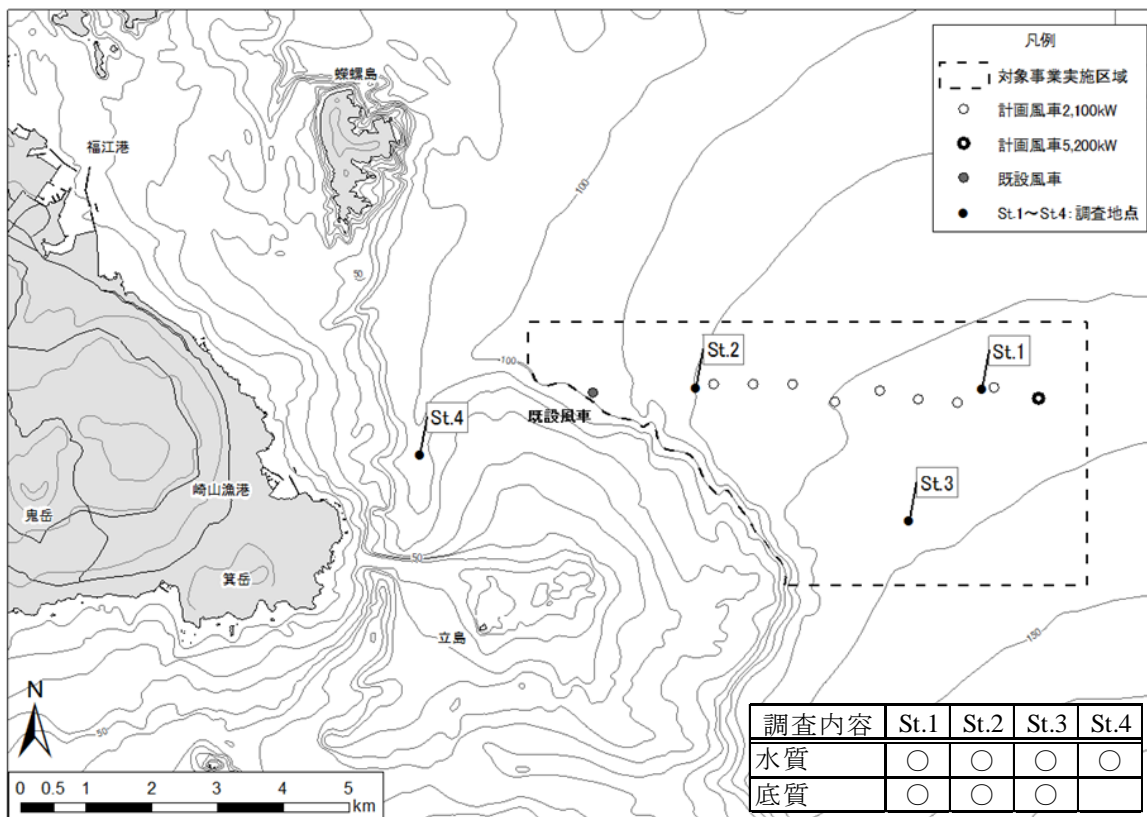 凡例
対象事業実施区域
計画風車2,100kW
計画風車5,200kW
既設風車
St.1～St.4：調査地点
蠑螺島
福江港
100
50
St.2
St.1
100
既設風車
St.4
崎山漁港
St.3
鬼岳
50
箕岳
立島
150
N
50
調査内容 St.1 St.2 St.3 St.4
水質 ○ ○ ○ ○
底質 ○ ○ ○
0 0.5 1 2 3 4 5
km